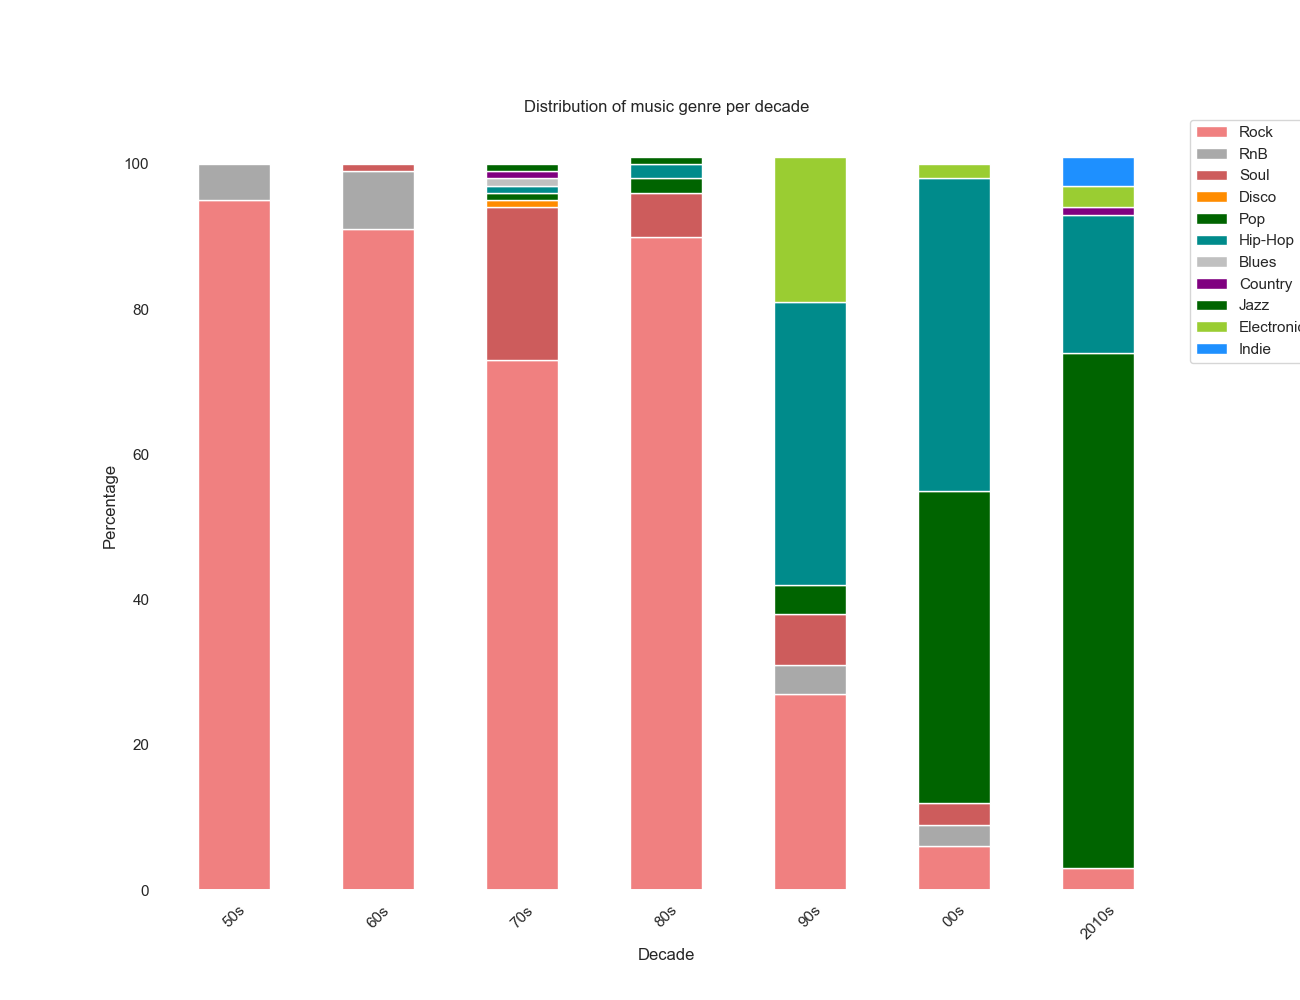 Distribution of music genre per decade
Rock
RnB
Soul
Disco
Pop
Hip-Hop
Blues
Country
Jazz
Electronic
Indie
100
80
60
40
20
0
Percentage
50s
60s
70s
80s
90s
00s
2010s
Decade